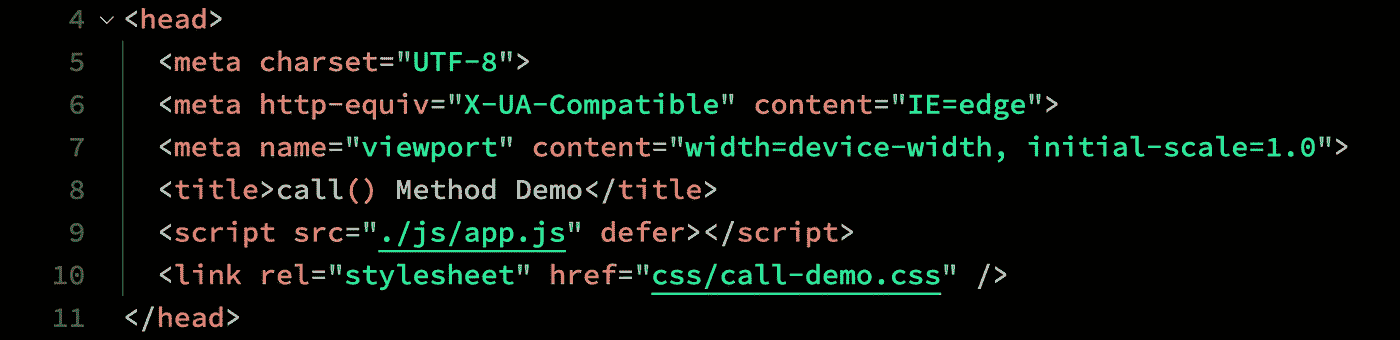 4 <head>
5 <meta charset="UTF-8">
6 <meta http-equiv="X-UA-Compatible" content="IE=edge">
7 <meta name="viewport" content="width=device-width, initial-scale=1.0">
8 <title>call() Method Demo</title>
9 <script src="./js/app.js" defer></script>
10 <link rel="stylesheet" href="css/call-demo.css" />
11 </head>